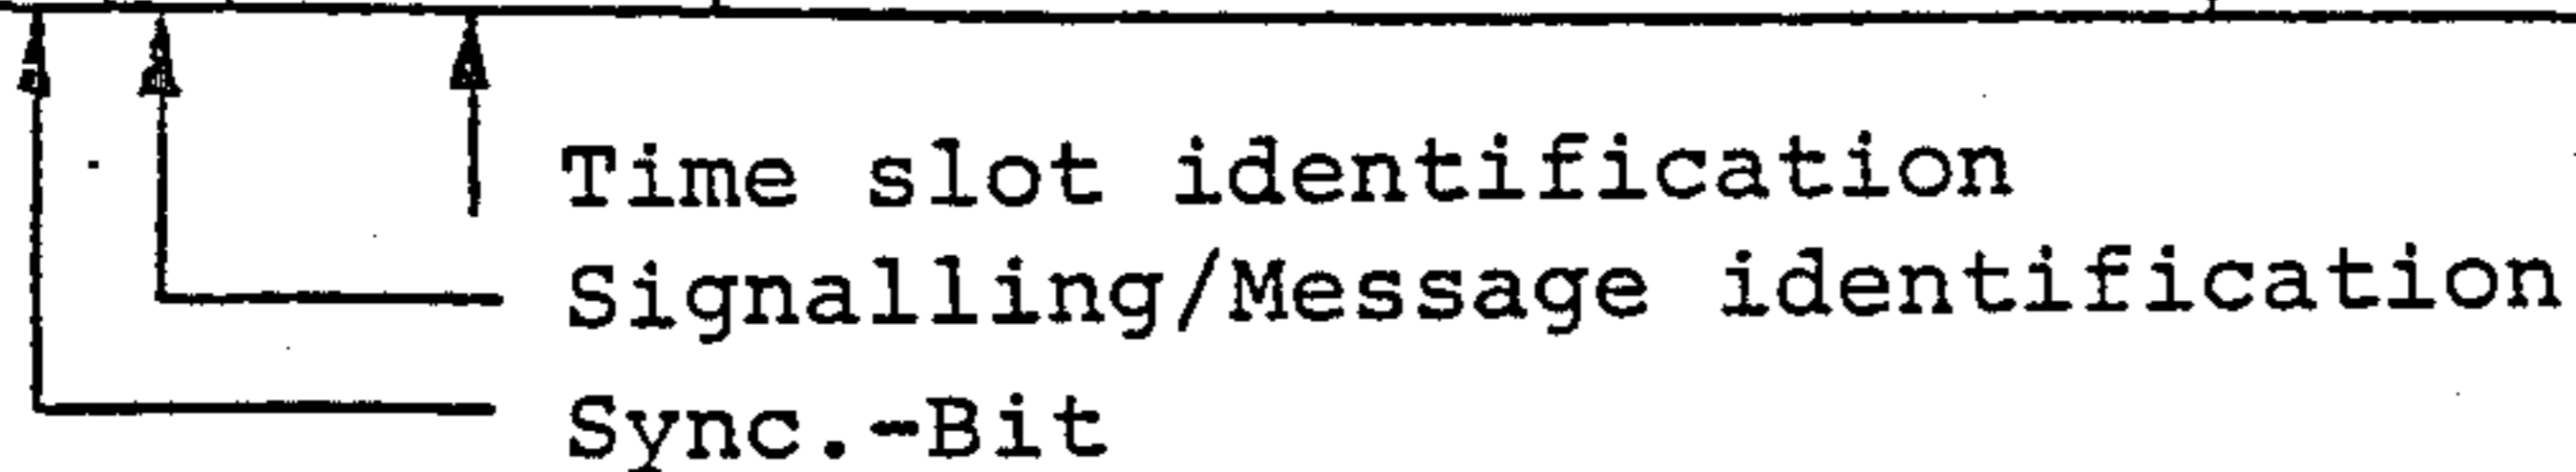 Time slot identification
Signalling/Message identification
Sync.-Bit